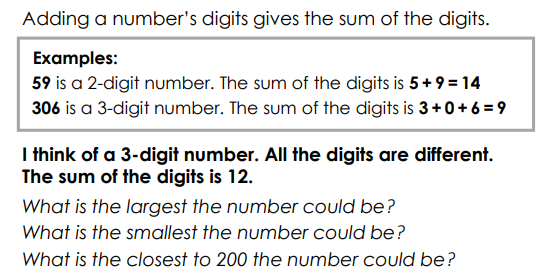 Adding a number’s digits gives the sum of the digits.
Examples:
59 is a 2-digit number. The sum of the digits is 5 + 9 = 14
306 is a 3-digit number. The sum of the digits is 3 + 0 + 6 = 9
I think of a 3-digit number. All the digits are different.
The sum of the digits is 12.
What is the largest the number could be?
What is the smallest the number could be?
What is the closest to 200 the number could be?